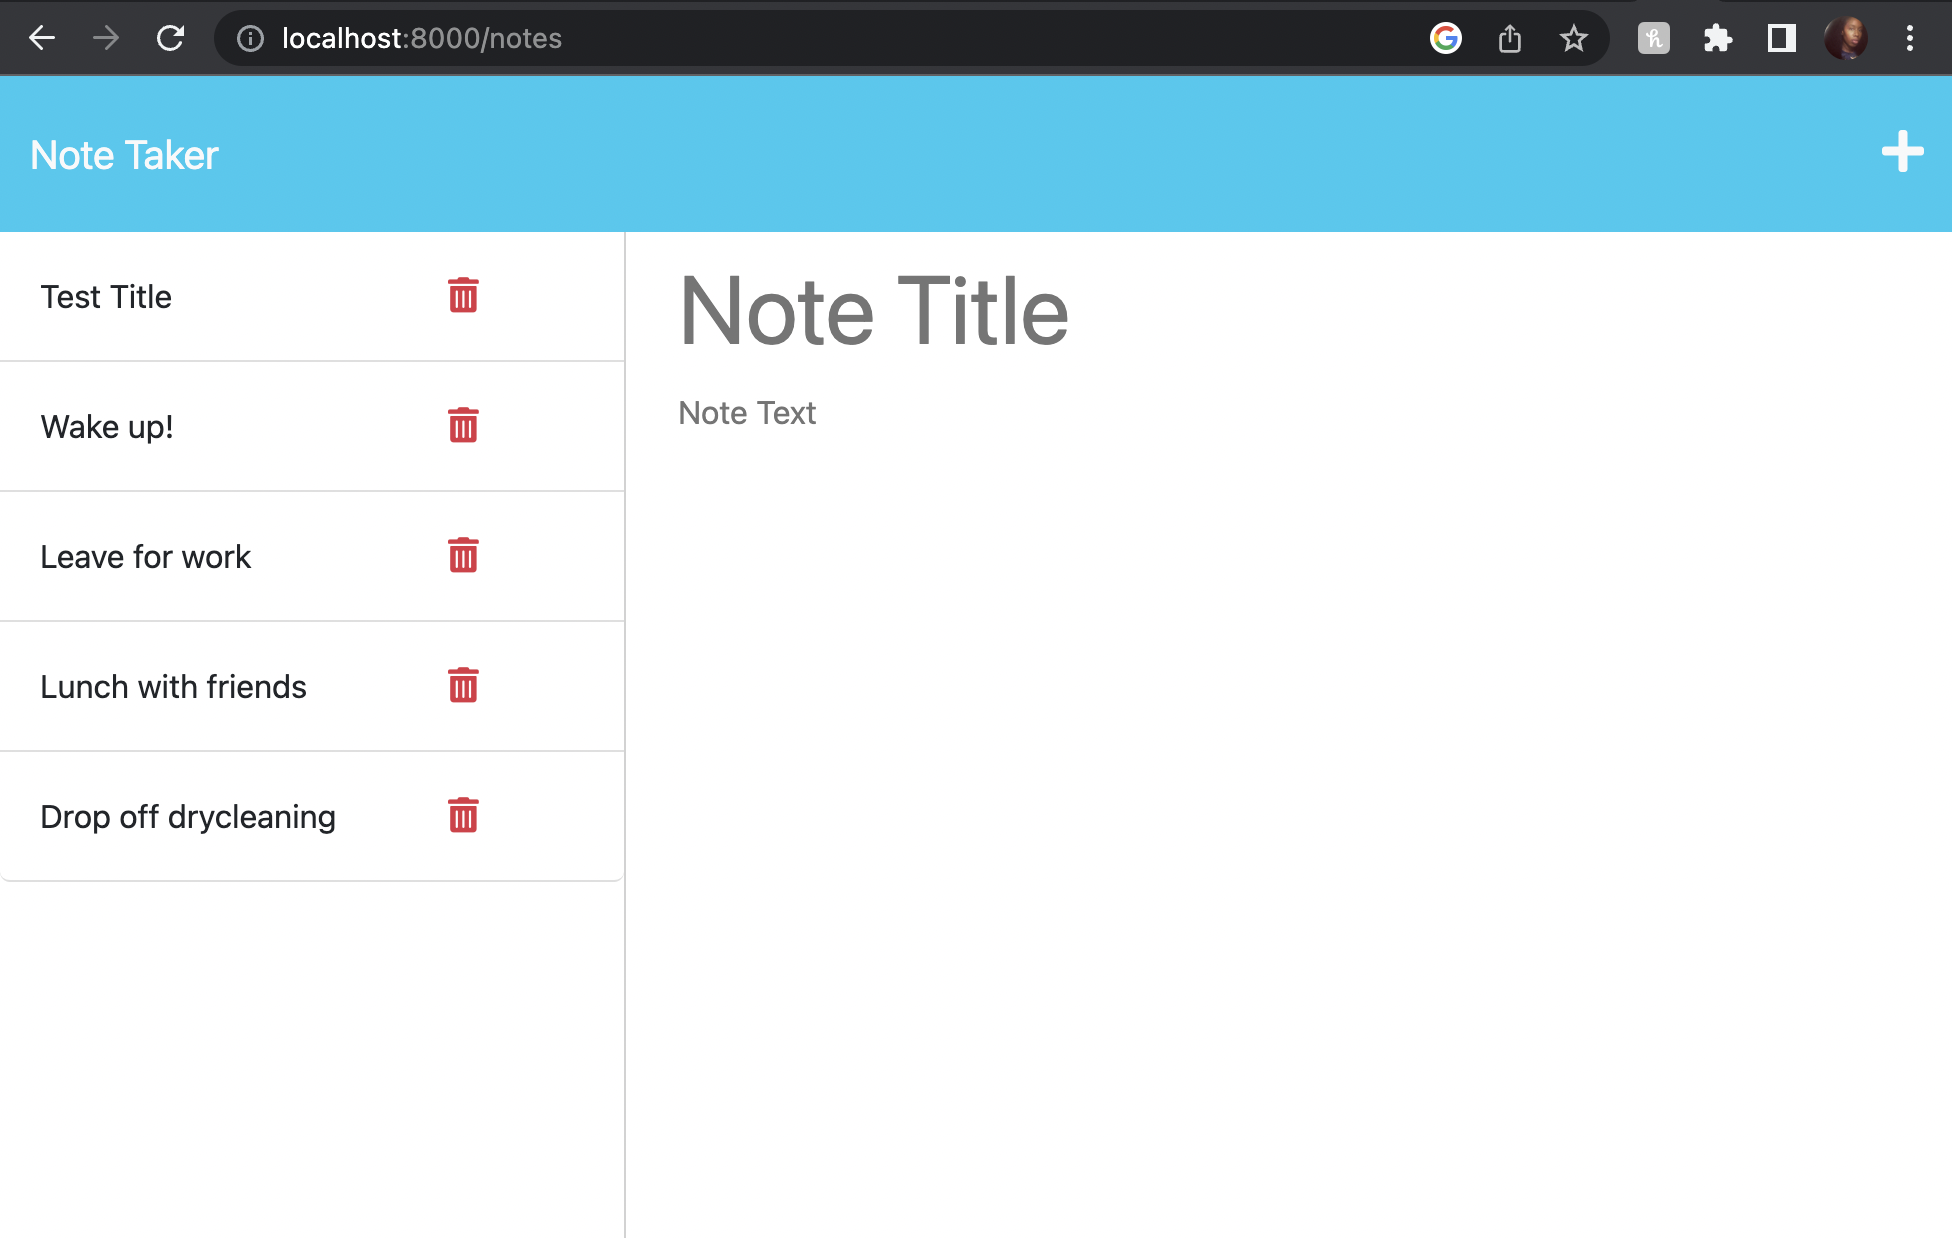 localhost:8000/notes
Note Taker
Test Title
Wake up!
Leave for work
Lunch with friends
Drop off drycleaning
Note Title
Note Text